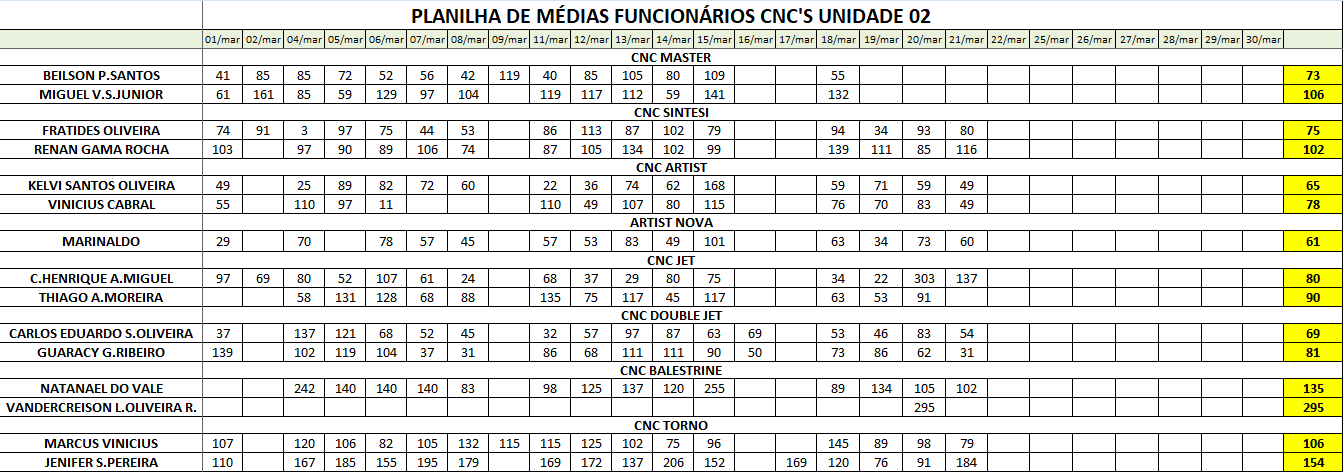 PLANILHA DE MÉDIAS FUNCIONÁRIOS CNC'S UNIDADE 02
01/mar 02/mar 04/mar 05/mar 06/mar 07/mar 08/mar 09/mar 11/mar 12/mar 13/mar 14/mar 15/mar 16/mar 17/mar 18/mar 19/mar 20/mar 21/mar 22/mar 25/mar 26/mar 27/mar 28/mar 29/mar 30/mar
CNC MASTER
BEILSON P.SANTOS 41 85 85 72 52 56 42 119 40 85 105 80 109 55 73
MIGUEL V.S.JUNIOR 61 161 85 59 129 97 104 119 117 112 59 141 132 106
CNC SINTESI
FRATIDES OLIVEIRA 74 91 3 97 75 44 53 86 113 87 102 79 94 34 93 80 75
RENAN GAMA ROCHA 103 97 90 89 106 74 87 105 134 102 99 139 111 85 116 102
CNC ARTIST
KELVI SANTOS OLIVEIRA 49 25 89 82 72 60 22 36 74 62 168 59 71 59 49 65
VINICIUS CABRAL 55 110 97 11 110 49 107 80 115 76 70 83 49 78
ARTIST NOVA
MARINALDO 29 70 78 57 45 57 53 83 49 101 63 34 73 60 61
CNC JET
C.HENRIQUE A.MIGUEL 97 69 80 52 107 61 24 68 37 29 80 75 34 22 303 137 80
THIAGO A.MOREIRA 58 131 128 68 88 135 75 117 45 117 63 53 91 90
CNC DOUBLE JET
CARLOS EDUARDO S.OLIVEIRA 37 137 121 68 52 45 32 57 97 87 63 69 53 46 83 54 69
GUARACY G.RIBEIRO 139 102 119 104 37 31 86 68 111 111 90 50 73 86 62 31 81
CNC BALESTRINE
NATANAEL DO VALE 242 140 140 140 83 98 125 137 120 255 89 134 105 102 135
VANDERCREISON L.OLIVEIRA R. 295 295
CNC TORNO
MARCUS VINICIUS 107 120 106 82 105 132 115 115 125 102 75 96 145 89 98 79 106
JENIFER S.PEREIRA 110 167 185 155 195 179 169 172 137 206 152 169 120 76 91 184 154